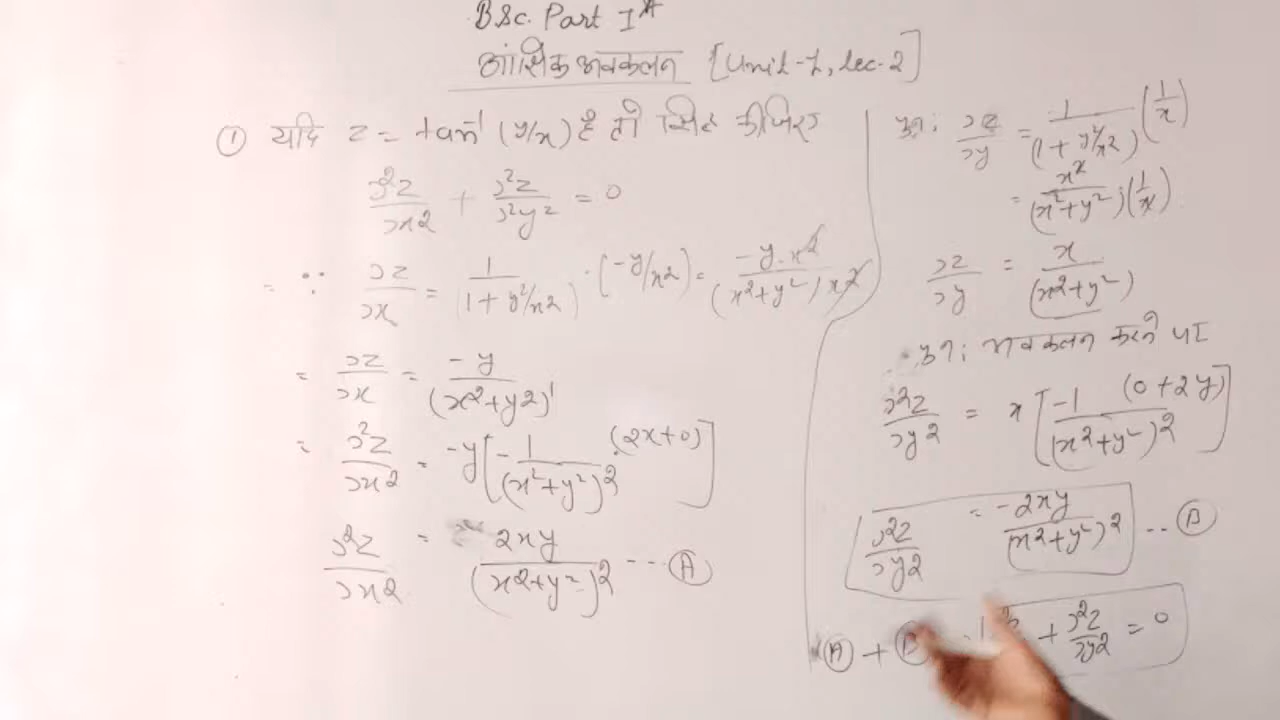 BSc. Part I
आंशिक अवकलन [Unit-I, Lec-2]
① यदि z = tan⁻¹ (y/x) है तो सिद्ध कीजिए
∂²z/∂x² + ∂²z/∂²y² = 0
= ∵ ∂z/∂x = 1/(1 + y²/x²) · (-y/x²) = -y·x²/(x²+y²)x²
= ∂z/∂x = -y/(x²+y²)
= ∂²z/∂x² = -y[-1/(x²+y²)² · (2x+0)]
∂²z/∂x² = 2xy/(x²+y²)² --- Ⓐ
पुनः ∂z/∂y = 1/(1 + y²/x²) (1/x)
= x²/(x²+y²) (1/x)
∂z/∂y = x/(x²+y²)
पुनः अवकलन करने पर
∂²z/∂y² = x [-1/(x²+y²)² (0+2y)]
∂²z/∂y² = -2xy/(x²+y²)² -- Ⓑ
Ⓐ + Ⓑ + ∂²z/∂y² = 0